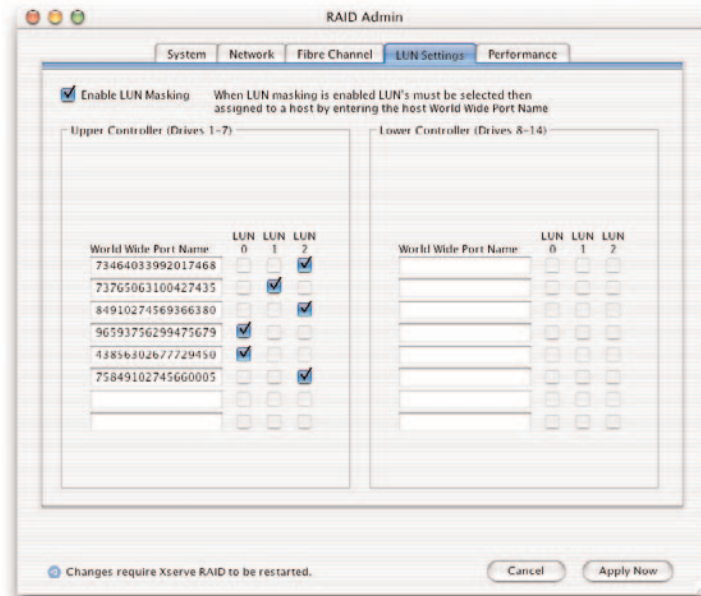 RAID Admin
System Network Fibre Channel LUN Settings Performance
Enable LUN Masking
When LUN masking is enabled LUN's must be selected then
assigned to a host by entering the host World Wide Port Name
Upper Controller (Drives 1-7)
LUN LUN LUN
World Wide Port Name 0 1 2
73464033992017468
73765063100427435
84910274569366380
96593756299475679
43856302677729450
75849102745660005
Lower Controller (Drives 8-14)
LUN LUN LUN
World Wide Port Name 0 1 2
Changes require Xserve RAID to be restarted.
Cancel
Apply Now